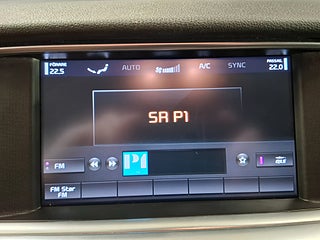 FÖRARE
22.5
AUTO
A/C
SYNC
PASSAG.
22.0
SR P1
FM
P1
FM Star
FM